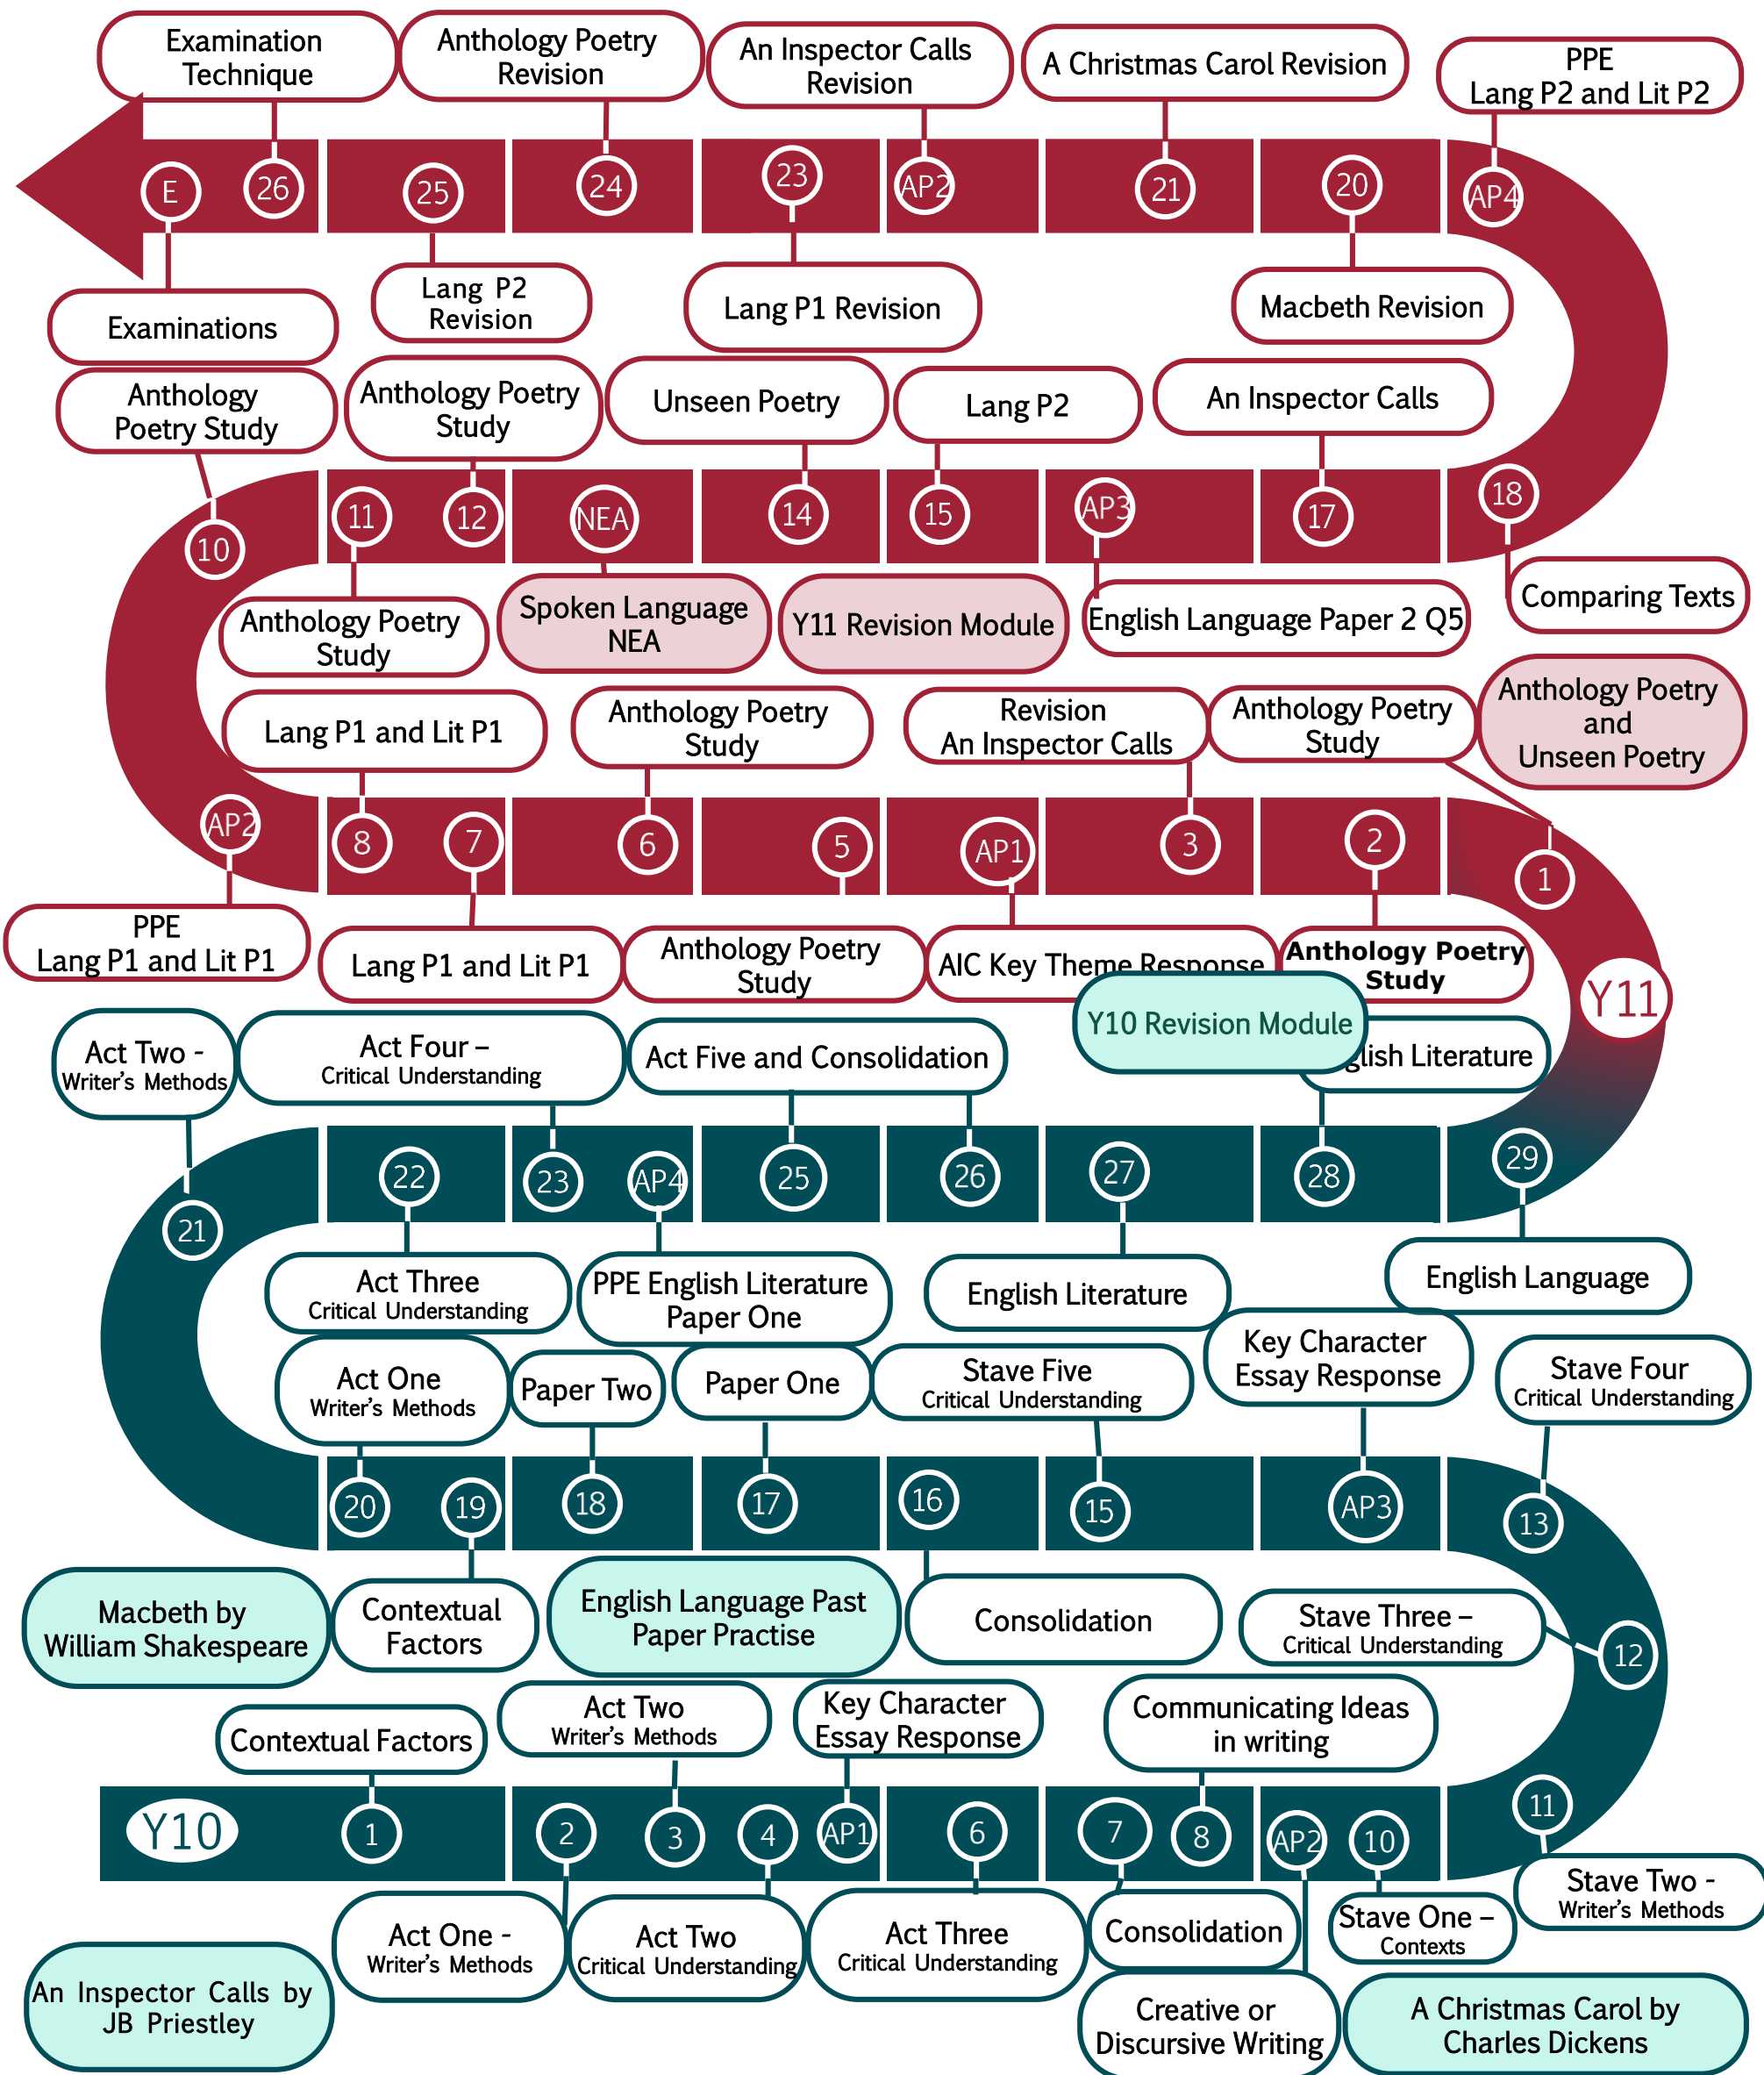 Examination
Technique
Anthology Poetry
Revision
An Inspector Calls
Revision
A Christmas Carol Revision
PPE
Lang P2 and Lit P2
E
26
25
24
23
AP2
21
20
AP4
Examinations
Lang P2
Revision
Lang P1 Revision
Macbeth Revision
Anthology
Poetry Study
Anthology Poetry
Study
Unseen Poetry
Lang P2
An Inspector Calls
10
11
12
NEA
14
15
AP3
17
18
Anthology Poetry
Study
Spoken Language
NEA
Y11 Revision Module
English Language Paper 2 Q5
Comparing Texts
Lang P1 and Lit P1
Anthology Poetry
Study
Revision
An Inspector Calls
Anthology Poetry
Study
Anthology Poetry
and
Unseen Poetry
AP2
8
7
6
5
AP1
3
2
1
PPE
Lang P1 and Lit P1
Lang P1 and Lit P1
Anthology Poetry
Study
AIC Key Theme Response
Anthology Poetry
Study
Y11
Act Two -
Writer's Methods
Act Four –
Critical Understanding
Act Five and Consolidation
Y10 Revision Module
glish Literature
21
22
23
AP4
25
26
27
28
29
Act Three
Critical Understanding
PPE English Literature
Paper One
English Literature
English Language
Act One
Writer's Methods
Paper Two
Paper One
Stave Five
Critical Understanding
Key Character
Essay Response
Stave Four
Critical Understanding
20
19
18
17
16
15
AP3
13
Macbeth by
William Shakespeare
Contextual
Factors
English Language Past
Paper Practise
Consolidation
Stave Three –
Critical Understanding
12
Contextual Factors
Act Two
Writer's Methods
Key Character
Essay Response
Communicating Ideas
in writing
Y10
1
2
3
4
AP1
6
7
8
AP2
10
11
An Inspector Calls by
JB Priestley
Act One -
Writer's Methods
Act Two
Critical Understanding
Act Three
Critical Understanding
Consolidation
Stave One –
Contexts
Stave Two -
Writer's Methods
Creative or
Discursive Writing
A Christmas Carol by
Charles Dickens